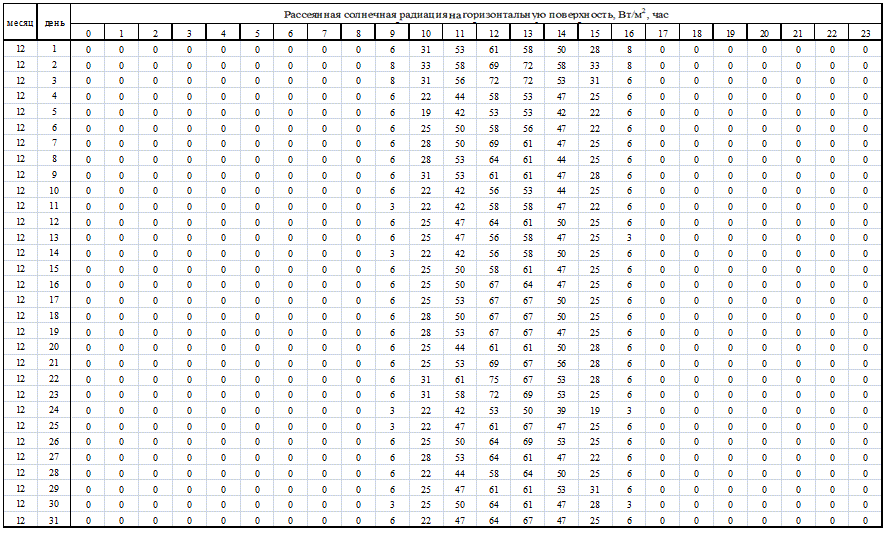 Рассеянная солнечная радиация на горизонтальную поверхность, Вт/м², час
месяц день 0 1 2 3 4 5 6 7 8 9 10 11 12 13 14 15 16 17 18 19 20 21 22 23
12 1 0 0 0 0 0 0 0 0 0 6 31 53 61 58 50 28 8 0 0 0 0 0 0 0
12 2 0 0 0 0 0 0 0 0 0 8 33 58 69 72 58 33 8 0 0 0 0 0 0 0
12 3 0 0 0 0 0 0 0 0 0 8 31 56 72 72 53 31 6 0 0 0 0 0 0 0
12 4 0 0 0 0 0 0 0 0 0 6 22 44 58 53 47 25 6 0 0 0 0 0 0 0
12 5 0 0 0 0 0 0 0 0 0 6 19 42 53 53 42 22 6 0 0 0 0 0 0 0
12 6 0 0 0 0 0 0 0 0 0 6 25 50 58 56 47 22 6 0 0 0 0 0 0 0
12 7 0 0 0 0 0 0 0 0 0 6 28 50 69 61 47 25 6 0 0 0 0 0 0 0
12 8 0 0 0 0 0 0 0 0 0 6 28 53 64 61 44 25 6 0 0 0 0 0 0 0
12 9 0 0 0 0 0 0 0 0 0 6 31 53 61 61 47 28 6 0 0 0 0 0 0 0
12 10 0 0 0 0 0 0 0 0 0 6 22 42 56 53 44 25 6 0 0 0 0 0 0 0
12 11 0 0 0 0 0 0 0 0 0 3 22 42 58 58 47 22 6 0 0 0 0 0 0 0
12 12 0 0 0 0 0 0 0 0 0 6 25 47 64 61 50 25 6 0 0 0 0 0 0 0
12 13 0 0 0 0 0 0 0 0 0 6 25 47 56 58 47 25 3 0 0 0 0 0 0 0
12 14 0 0 0 0 0 0 0 0 0 3 22 42 56 58 50 25 6 0 0 0 0 0 0 0
12 15 0 0 0 0 0 0 0 0 0 6 25 50 58 61 47 25 6 0 0 0 0 0 0 0
12 16 0 0 0 0 0 0 0 0 0 6 25 50 67 64 47 25 6 0 0 0 0 0 0 0
12 17 0 0 0 0 0 0 0 0 0 6 25 53 67 67 50 25 6 0 0 0 0 0 0 0
12 18 0 0 0 0 0 0 0 0 0 6 28 50 67 67 50 25 6 0 0 0 0 0 0 0
12 19 0 0 0 0 0 0 0 0 0 6 28 53 67 67 47 25 6 0 0 0 0 0 0 0
12 20 0 0 0 0 0 0 0 0 0 6 25 44 61 61 50 28 6 0 0 0 0 0 0 0
12 21 0 0 0 0 0 0 0 0 0 6 25 53 69 67 56 28 6 0 0 0 0 0 0 0
12 22 0 0 0 0 0 0 0 0 0 6 31 61 75 67 53 28 6 0 0 0 0 0 0 0
12 23 0 0 0 0 0 0 0 0 0 6 31 58 72 69 53 25 6 0 0 0 0 0 0 0
12 24 0 0 0 0 0 0 0 0 0 3 22 42 53 50 39 19 3 0 0 0 0 0 0 0
12 25 0 0 0 0 0 0 0 0 0 3 22 47 61 67 47 25 6 0 0 0 0 0 0 0
12 26 0 0 0 0 0 0 0 0 0 6 25 50 64 69 53 25 6 0 0 0 0 0 0 0
12 27 0 0 0 0 0 0 0 0 0 6 28 53 64 61 47 22 6 0 0 0 0 0 0 0
12 28 0 0 0 0 0 0 0 0 0 6 22 44 58 64 50 25 6 0 0 0 0 0 0 0
12 29 0 0 0 0 0 0 0 0 0 6 25 47 61 61 53 31 6 0 0 0 0 0 0 0
12 30 0 0 0 0 0 0 0 0 0 3 25 50 64 61 47 28 3 0 0 0 0 0 0 0
12 31 0 0 0 0 0 0 0 0 0 6 22 47 64 67 47 25 6 0 0 0 0 0 0 0